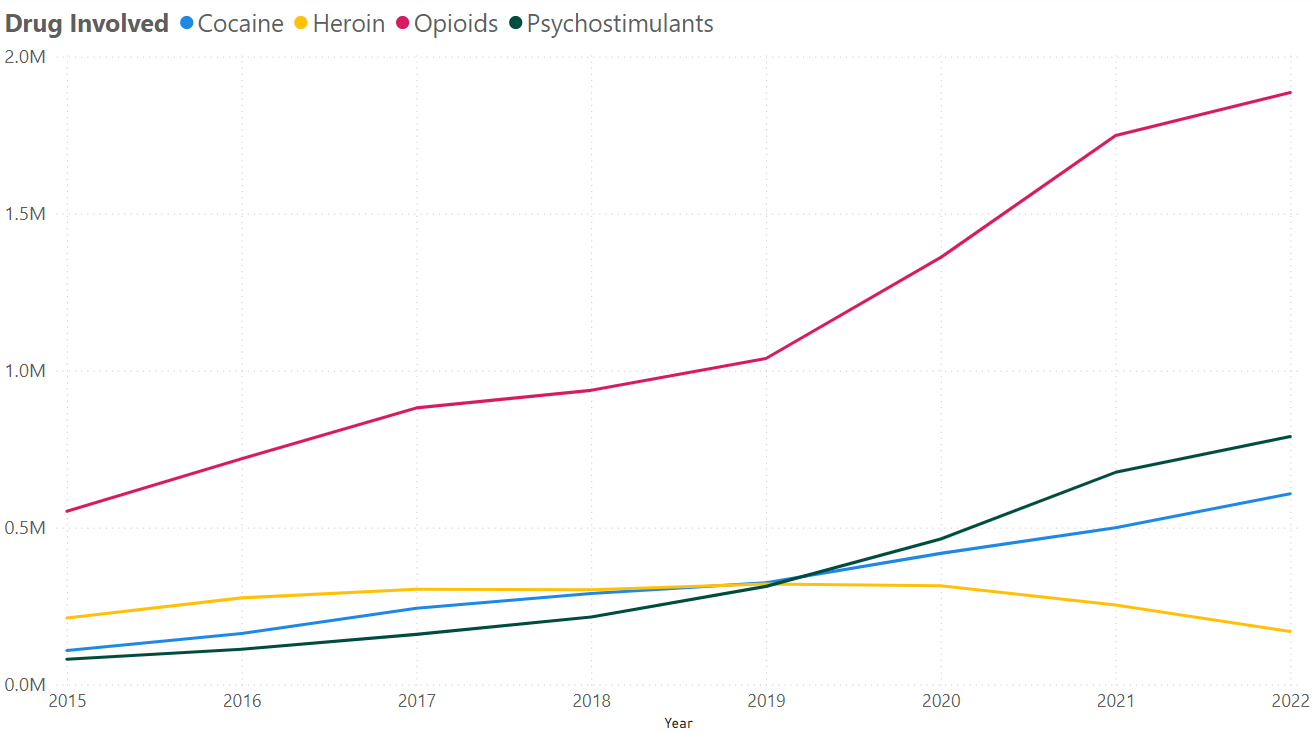 Drug Involved Cocaine Heroin Opioids Psychostimulants
2.0M
1.5M
1.0M
0.5M
0.0M
2015 2016 2017 2018 2019 2020 2021 2022
Year